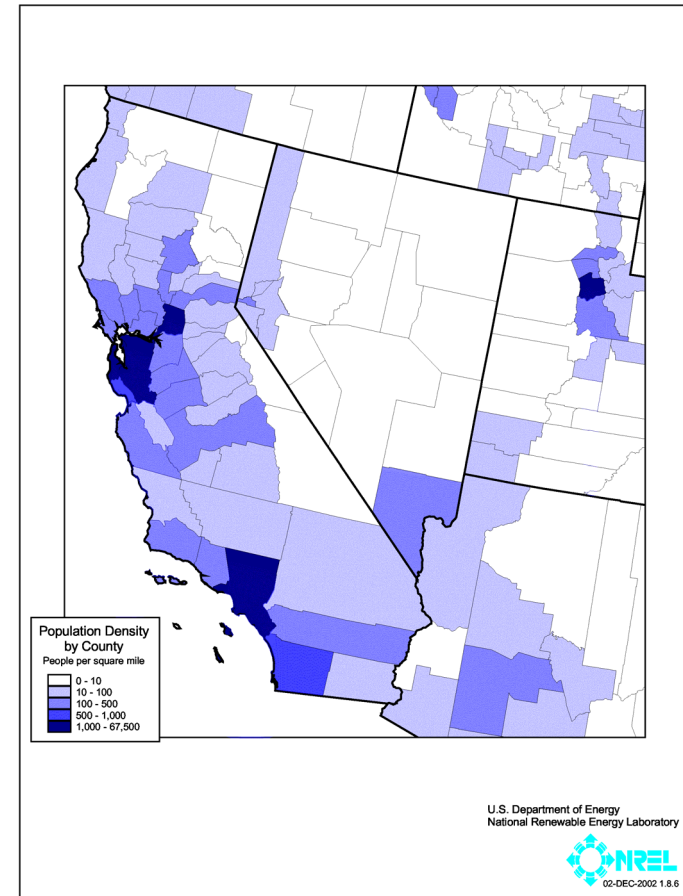 Population Density
by County
People per square mile
0 - 10
10 - 100
100 - 500
500 - 1,000
1,000 - 67,500
U.S. Department of Energy
National Renewable Energy Laboratory
NREL
02-DEC-2002 1.8.6